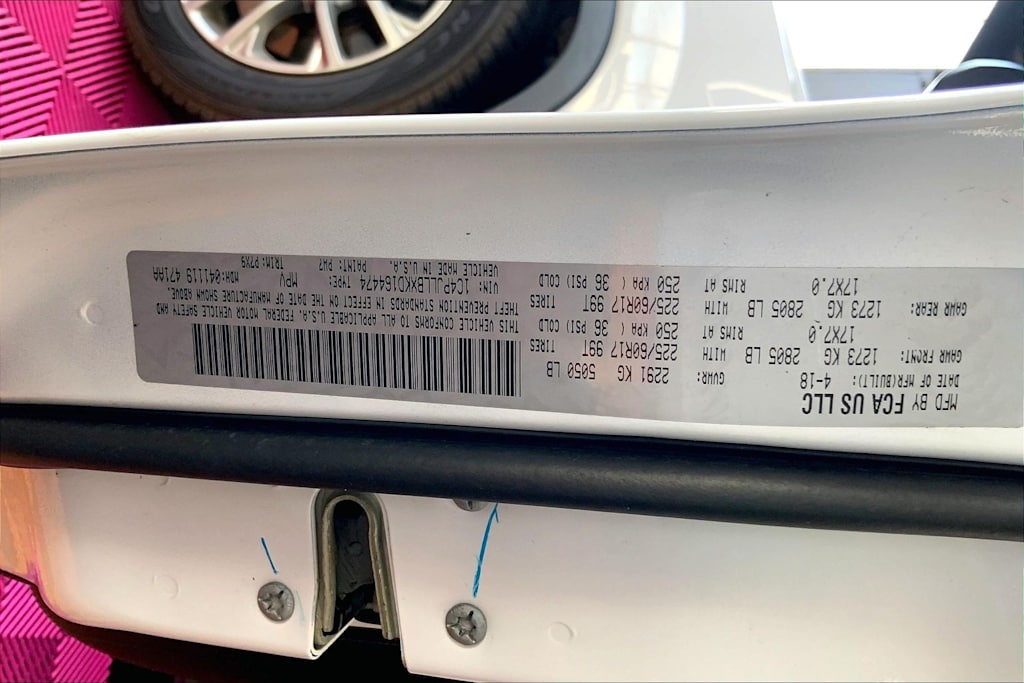 MFD BY FCA US LLC
DATE OF MFR(BUILT): 4-18 GVWR: 2291 KG 5050 LB
GAWR FRONT: 1273 KG 2805 LB WITH 225/60R17 99T TIRES
17X7.0 RIMS AT 250 KPA ( 36 PSI) COLD
GAWR REAR: 1273 KG 2805 LB WITH 225/60R17 99T TIRES
17X7.0 RIMS AT 250 KPA ( 36 PSI) COLD
THIS VEHICLE CONFORMS TO ALL APPLICABLE U.S.A. FEDERAL MOTOR VEHICLE SAFETY AND
THEFT PREVENTION STANDARDS IN EFFECT ON THE DATE OF MANUFACTURE SHOWN ABOVE.
VIN: 1C4PJLLBXKD164474 TYPE: MPV MDH:041119 471AA
VEHICLE MADE IN U.S.A. PAINT: PW7 TRIM:P7X9